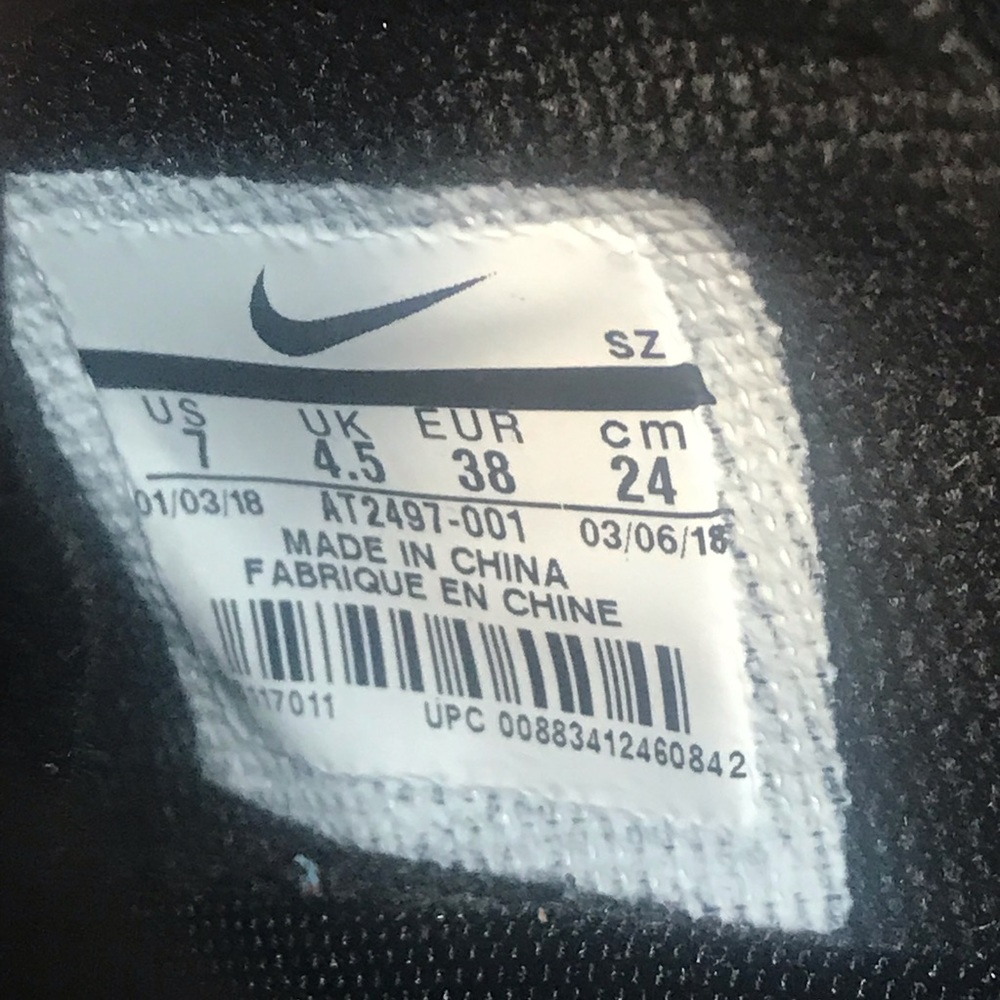 SZ
US UK EUR cm
7 4.5 38 24
01/03/18 AT2497-001 03/06/18
MADE IN CHINA
FABRIQUE EN CHINE
UPC 00883412460842